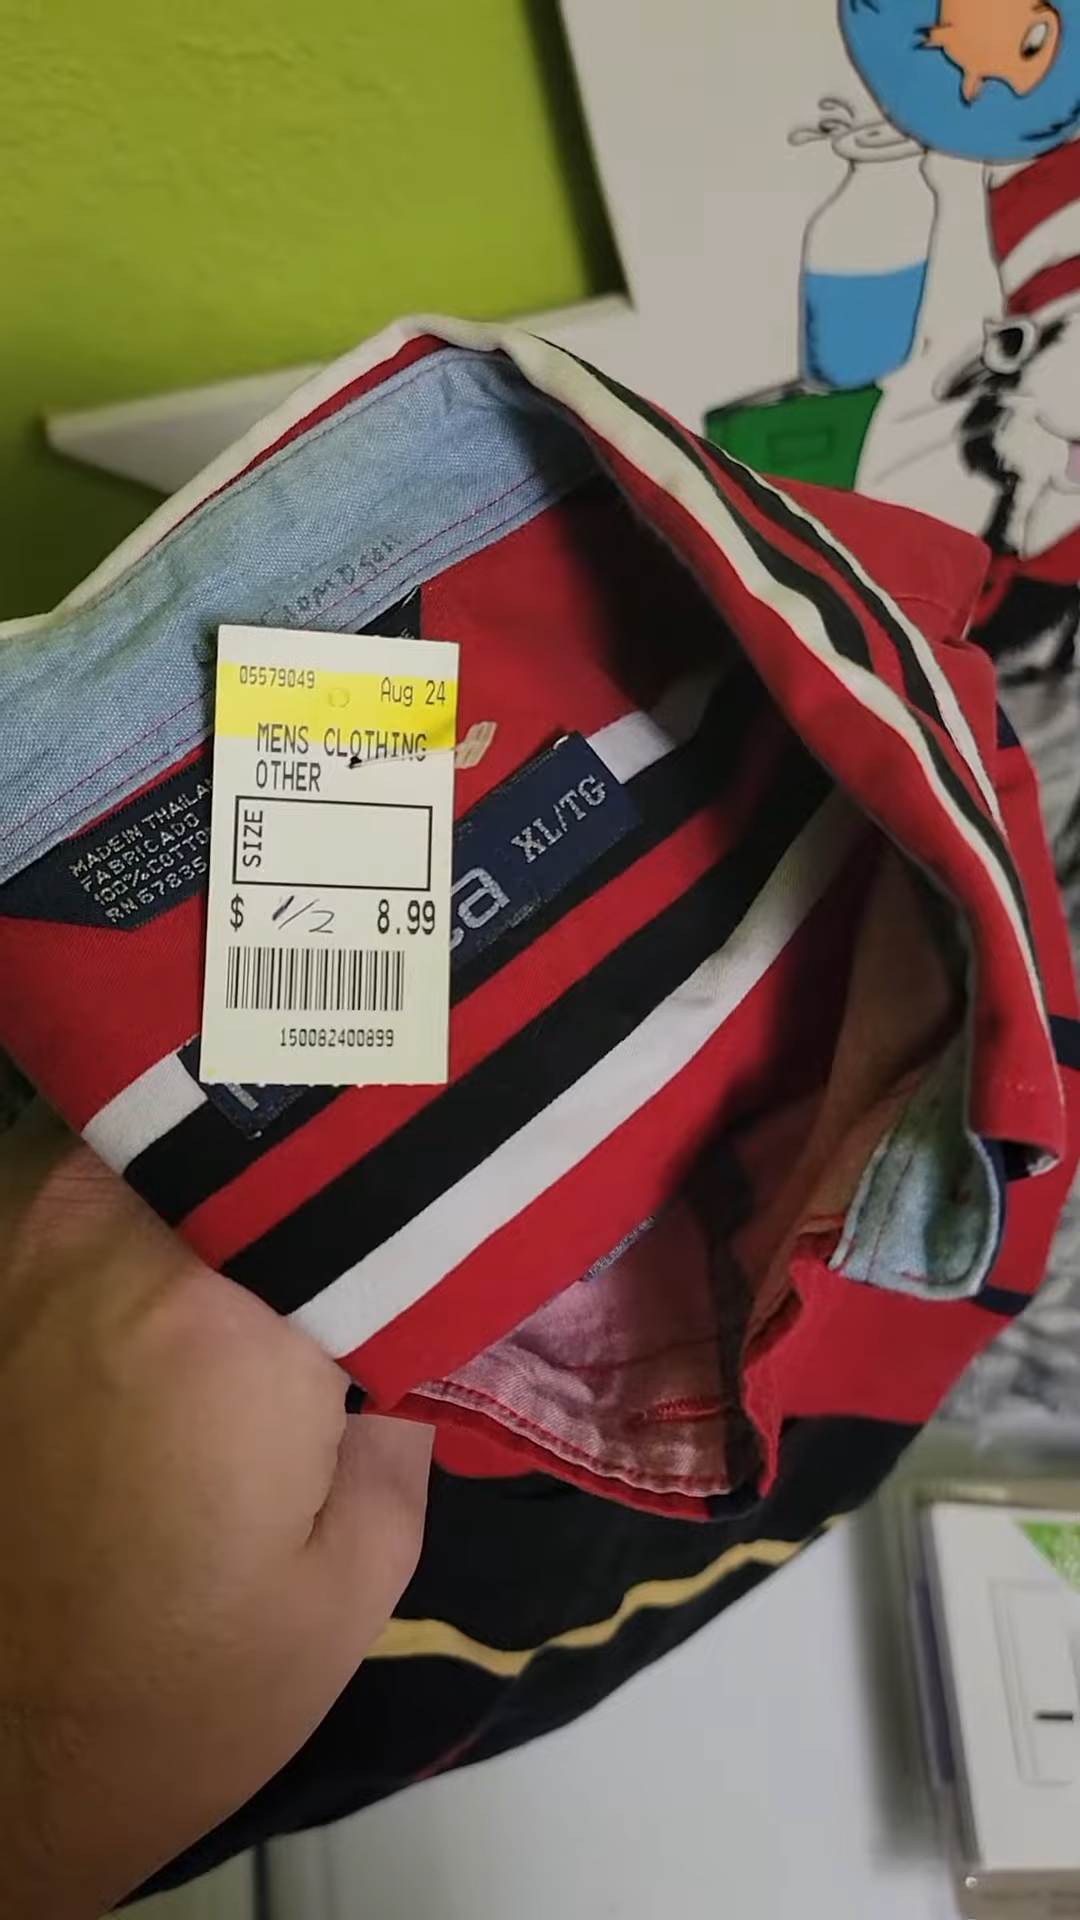 05579049 Aug 24
MENS CLOTHING
OTHER
SIZE
$ 1/2 8.99
150082400899
MADE IN THAILAN
FABRICADO
100% COTTO
RN 67835
XL/TG